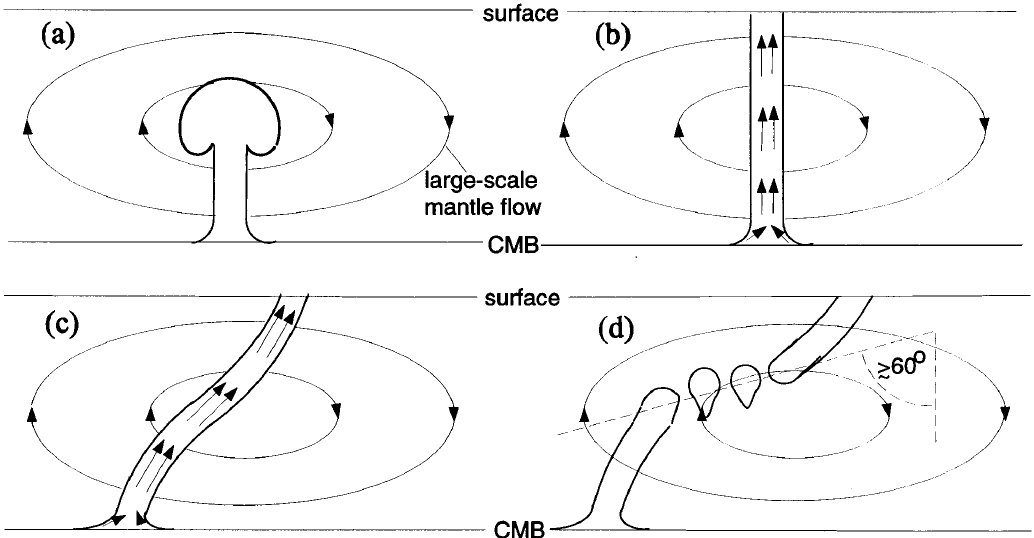 surface
(a)
(b)
large-scale
mantle flow
CMB
surface
(c)
(d)
≳60°
CMB